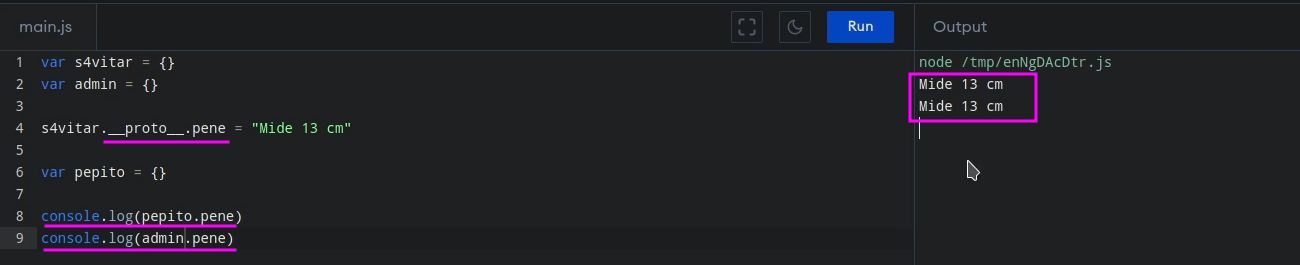 main.js
Run
Output
1 var s4vitar = {}
2 var admin = {}
3
4 s4vitar.__proto__.pene = "Mide 13 cm"
5
6 var pepito = {}
7
8 console.log(pepito.pene)
9 console.log(admin.pene)
node /tmp/enNgDAcDtr.js
Mide 13 cm
Mide 13 cm